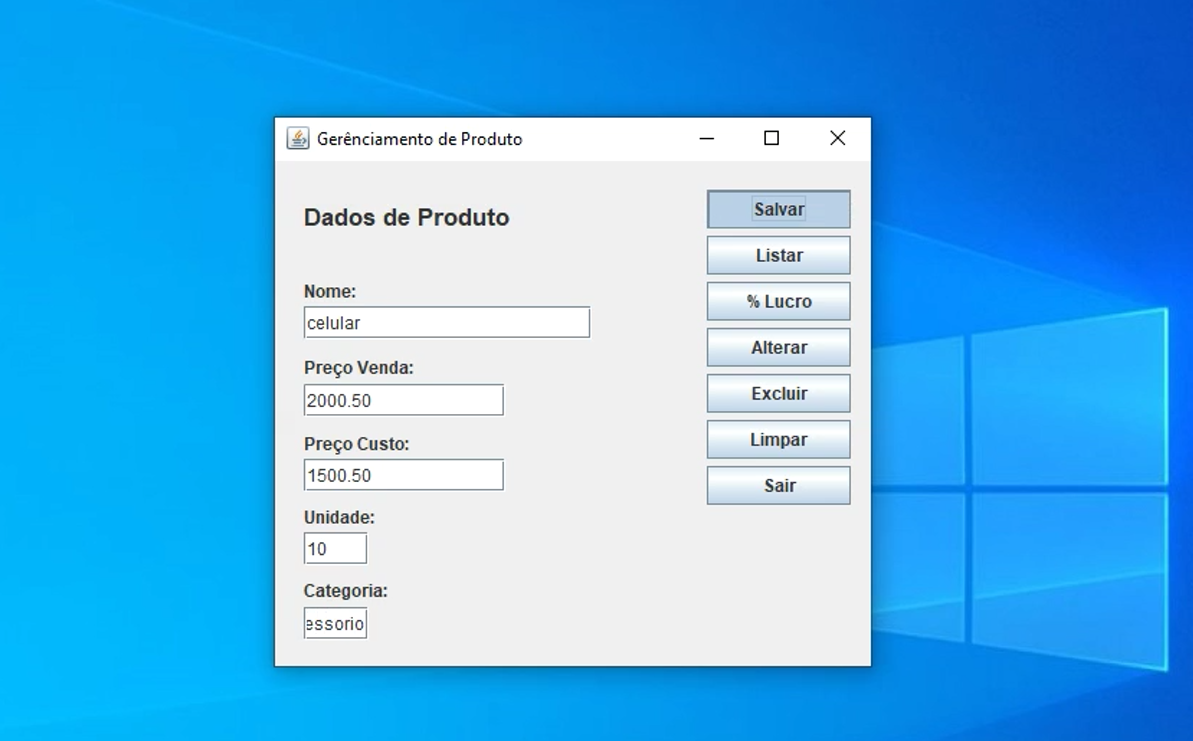 Gerênciamento de Produto
Dados de Produto
Nome:
celular
Preço Venda:
2000.50
Preço Custo:
1500.50
Unidade:
10
Categoria:
essorio
Salvar
Listar
% Lucro
Alterar
Excluir
Limpar
Sair